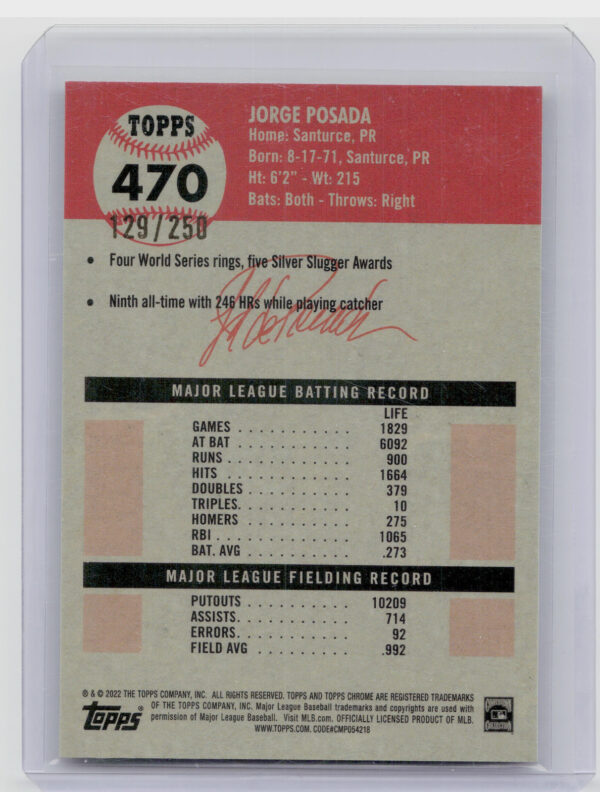 TOPPS
470
129/250
JORGE POSADA
Home: Santurce, PR
Born: 8-17-71, Santurce, PR
Ht: 6'2" - Wt: 215
Bats: Both - Throws: Right
• Four World Series rings, five Silver Slugger Awards
• Ninth all-time with 246 HRs while playing catcher
MAJOR LEAGUE BATTING RECORD
LIFE
GAMES . . . . . . . . . . 1829
AT BAT . . . . . . . . . . 6092
RUNS . . . . . . . . . . . 900
HITS . . . . . . . . . . . 1664
DOUBLES . . . . . . . . . 379
TRIPLES. . . . . . . . . . 10
HOMERS . . . . . . . . . 275
RBI . . . . . . . . . . . . 1065
BAT. AVG . . . . . . . . . .273
MAJOR LEAGUE FIELDING RECORD
PUTOUTS . . . . . . . . . 10209
ASSISTS. . . . . . . . . . 714
ERRORS. . . . . . . . . . 92
FIELD AVG . . . . . . . . .992
® & © 2022 THE TOPPS COMPANY, INC. ALL RIGHTS RESERVED. TOPPS AND TOPPS CHROME ARE REGISTERED TRADEMARKS
OF THE TOPPS COMPANY, INC. Major League Baseball trademarks and copyrights are used with
permission of Major League Baseball. Visit MLB.com. OFFICIALLY LICENSED PRODUCT OF MLB.
WWW.TOPPS.COM. CODE#CMP054218
Topps®